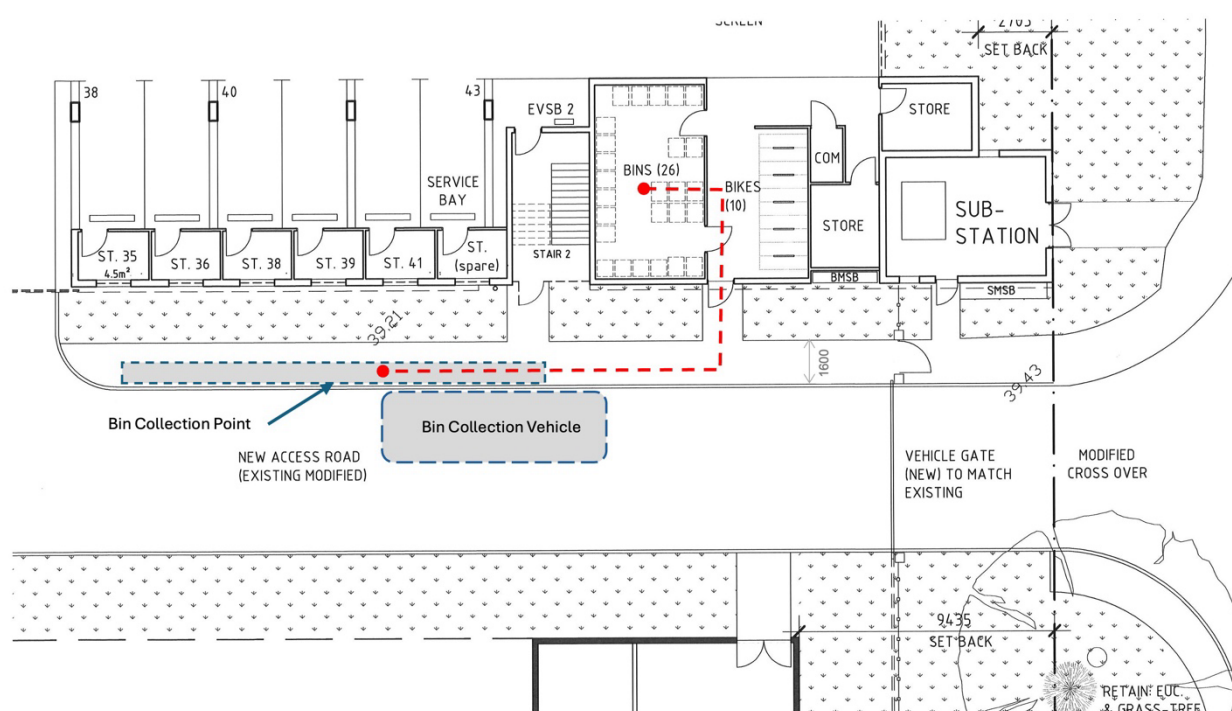 SCREEN
2705
SET BACK
38
40
43
EVSB 2
STORE
COM
BINS (26)
BIKES
(10)
SERVICE
BAY
SUB-
STATION
STORE
ST. 35
4.5m²
ST. 36
ST. 38
ST. 39
ST. 41
ST.
(spare)
STAIR 2
BMSB
SMSB
39.21
1600
39.43
Bin Collection Point
Bin Collection Vehicle
NEW ACCESS ROAD
(EXISTING MODIFIED)
VEHICLE GATE
(NEW) TO MATCH
EXISTING
MODIFIED
CROSS OVER
9435
SET BACK
RETAIN EUC.
& GRASS-TREE